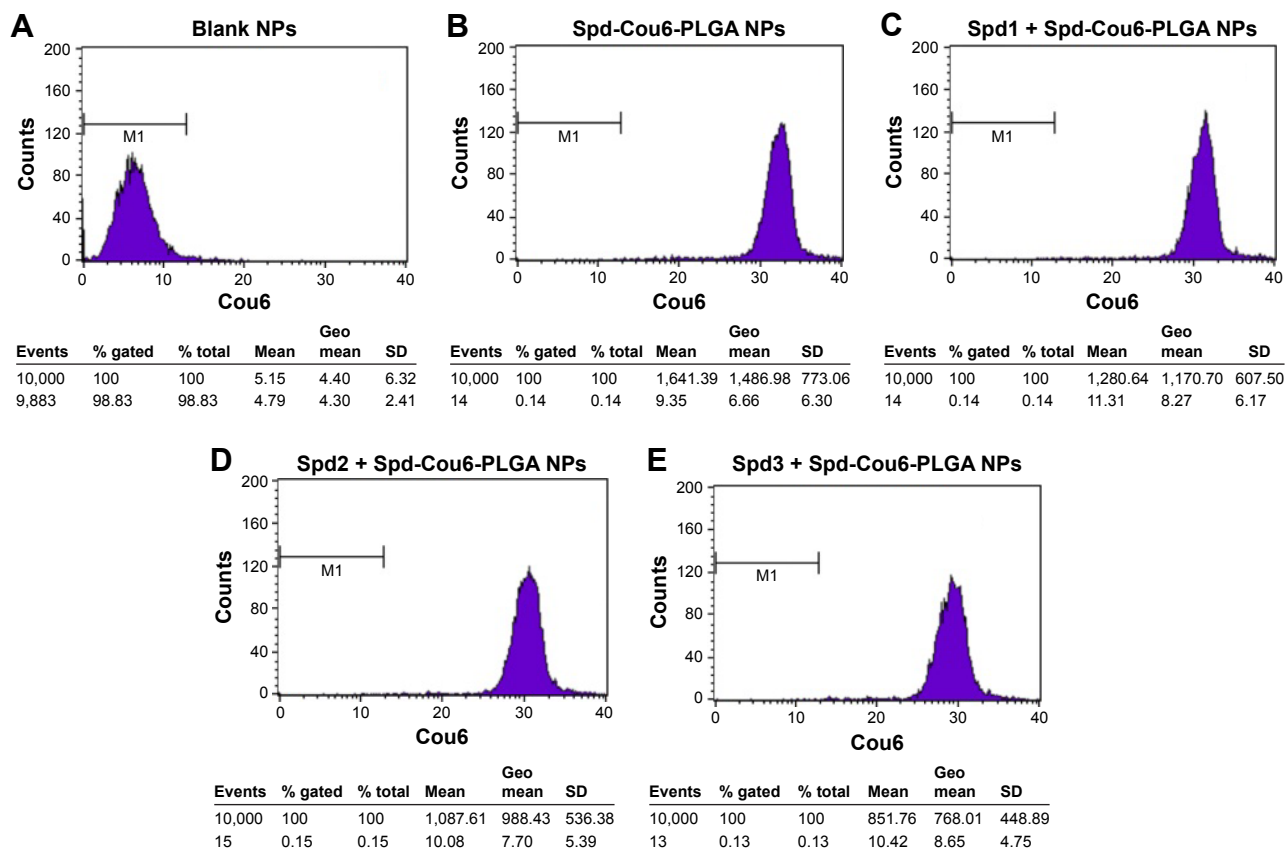 A
Blank NPs
200
160
120
80
40
0
Counts
M1
0 10 20 30 40
Cou6
Events % gated % total Mean Geo mean SD
10,000 100 100 5.15 4.40 6.32
9,883 98.83 98.83 4.79 4.30 2.41
B
Spd-Cou6-PLGA NPs
200
160
120
80
40
0
Counts
M1
0 10 20 30 40
Cou6
Events % gated % total Mean Geo mean SD
10,000 100 100 1,641.39 1,486.98 773.06
14 0.14 0.14 9.35 6.66 6.30
C
Spd1 + Spd-Cou6-PLGA NPs
200
160
120
80
40
0
Counts
M1
0 10 20 30 40
Cou6
Events % gated % total Mean Geo mean SD
10,000 100 100 1,280.64 1,170.70 607.50
14 0.14 0.14 11.31 8.27 6.17
D
Spd2 + Spd-Cou6-PLGA NPs
200
160
120
80
40
0
Counts
M1
0 10 20 30 40
Cou6
Events % gated % total Mean Geo mean SD
10,000 100 100 1,087.61 988.43 536.38
15 0.15 0.15 10.08 7.70 5.39
E
Spd3 + Spd-Cou6-PLGA NPs
200
160
120
80
40
0
Counts
M1
0 10 20 30 40
Cou6
Events % gated % total Mean Geo mean SD
10,000 100 100 851.76 768.01 448.89
13 0.13 0.13 10.42 8.65 4.75